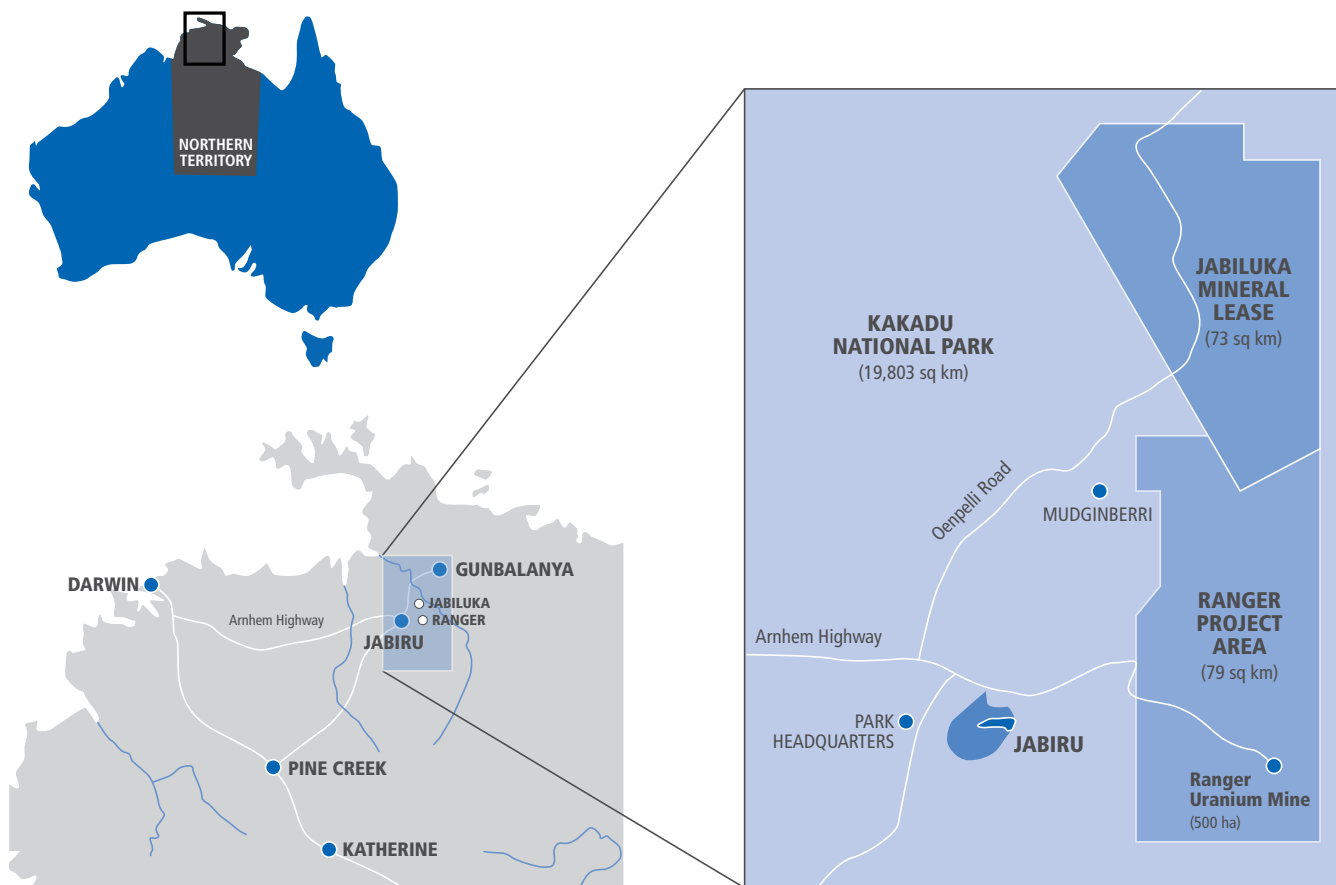 NORTHERN
TERRITORY
DARWIN
Arnhem Highway
GUNBALANYA
JABILUKA
RANGER
JABIRU
PINE CREEK
KATHERINE
KAKADU
NATIONAL PARK
(19,803 sq km)
JABILUKA
MINERAL
LEASE
(73 sq km)
Oenpelli Road
MUDGINBERRI
RANGER
PROJECT
AREA
(79 sq km)
Arnhem Highway
PARK
HEADQUARTERS
JABIRU
Ranger
Uranium Mine
(500 ha)